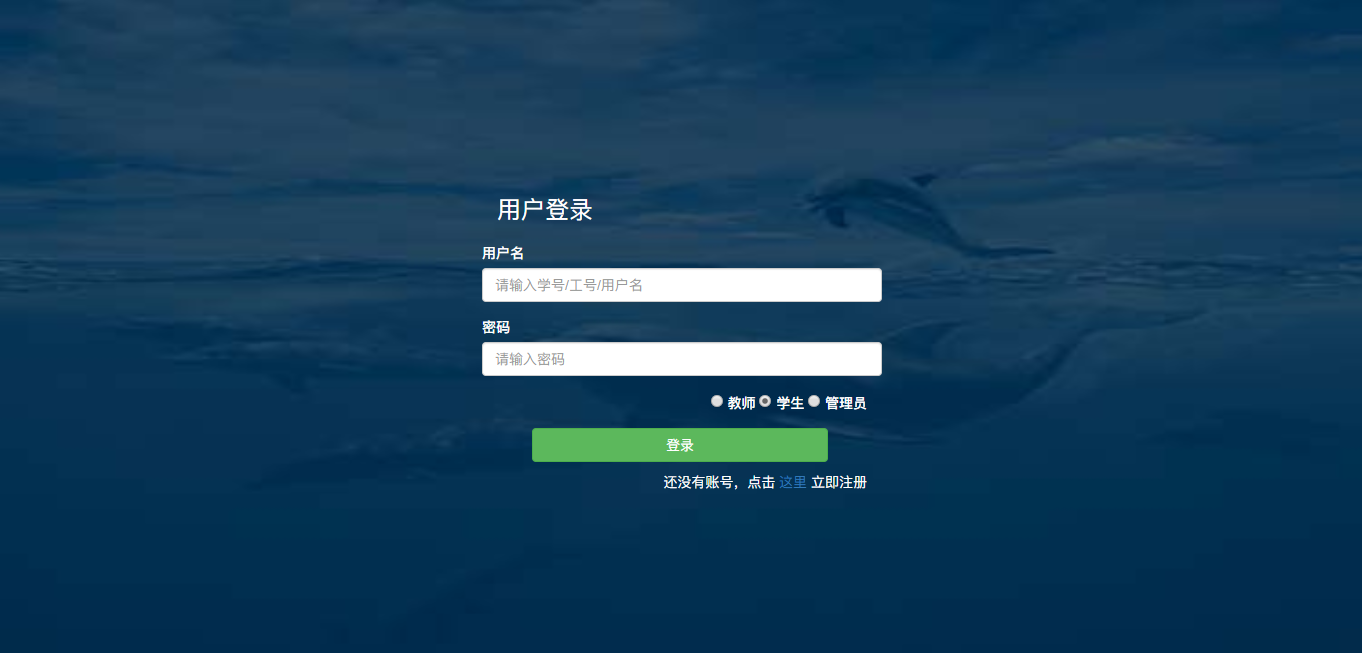 用户登录
用户名
请输入学号/工号/用户名
密码
请输入密码
教师 学生 管理员
登录
还没有账号，点击 这里 立即注册